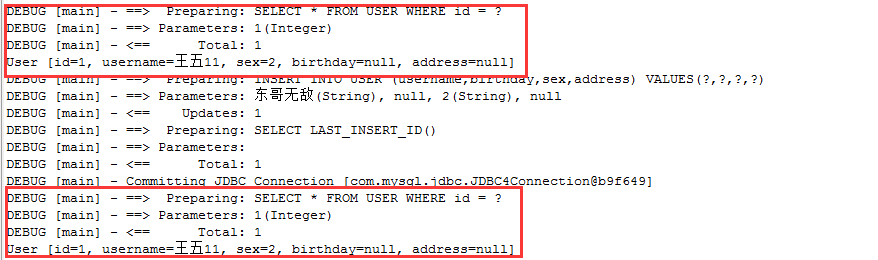 DEBUG [main] - ==>  Preparing: SELECT * FROM USER WHERE id = ?
DEBUG [main] - ==> Parameters: 1(Integer)
DEBUG [main] - <==      Total: 1
User [id=1, username=王五11, sex=2, birthday=null, address=null]
DEBUG [main] - ==>  Preparing: INSERT INTO USER (username,birthday,sex,address) VALUES(?,?,?,?)
DEBUG [main] - ==> Parameters: 东哥无敌(String), null, 2(String), null
DEBUG [main] - <==    Updates: 1
DEBUG [main] - ==>  Preparing: SELECT LAST_INSERT_ID()
DEBUG [main] - ==> Parameters:
DEBUG [main] - <==      Total: 1
DEBUG [main] - Committing JDBC Connection [com.mysql.jdbc.JDBC4Connection@b9f649]
DEBUG [main] - ==>  Preparing: SELECT * FROM USER WHERE id = ?
DEBUG [main] - ==> Parameters: 1(Integer)
DEBUG [main] - <==      Total: 1
User [id=1, username=王五11, sex=2, birthday=null, address=null]